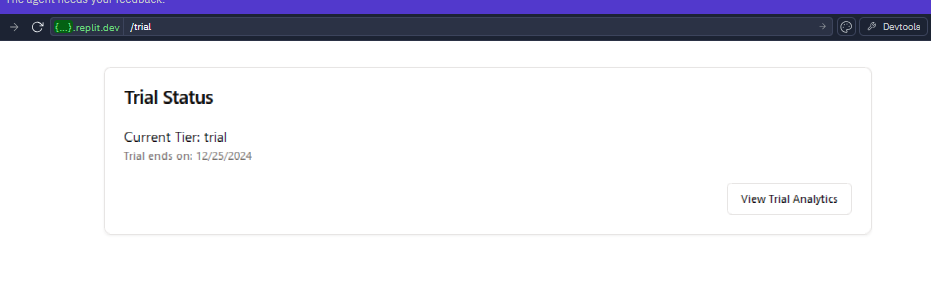 The agent needs your feedback.
{...}.replit.dev /trial
Devtools
Trial Status
Current Tier: trial
Trial ends on: 12/25/2024
View Trial Analytics